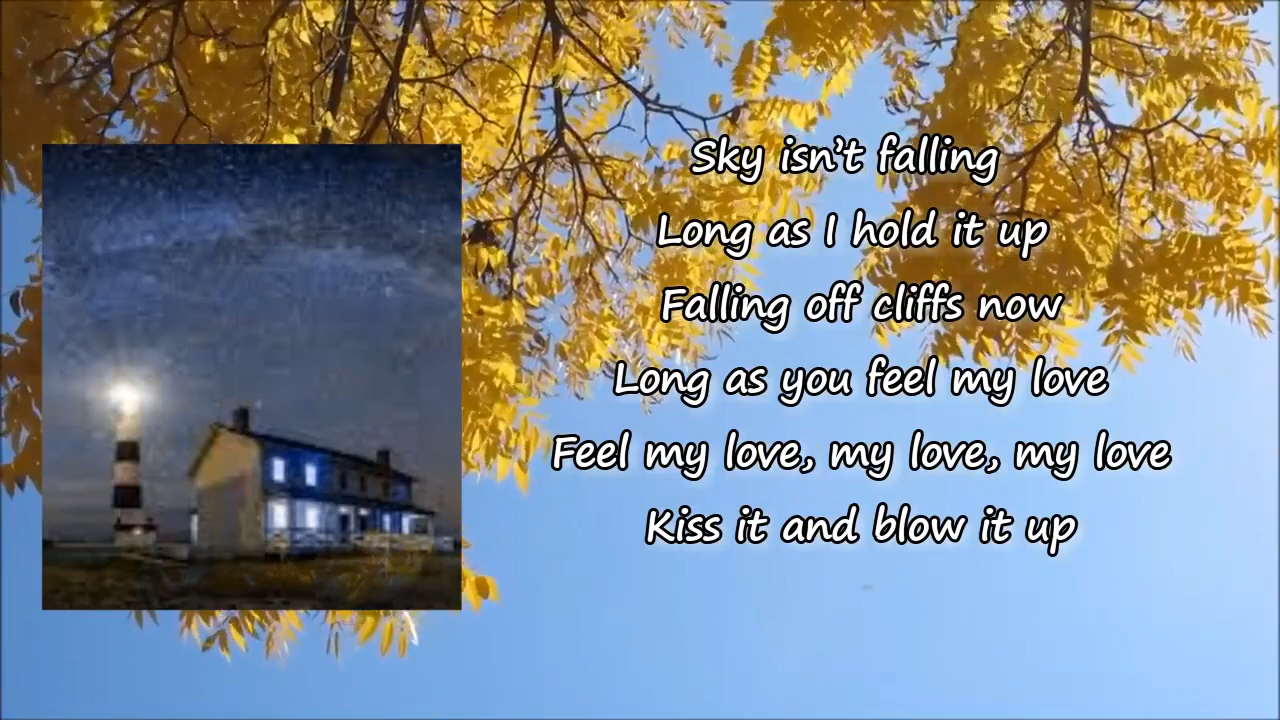 Sky isn't falling
Long as I hold it up
Falling off cliffs now
Long as you feel my love
Feel my love, my love, my love
Kiss it and blow it up